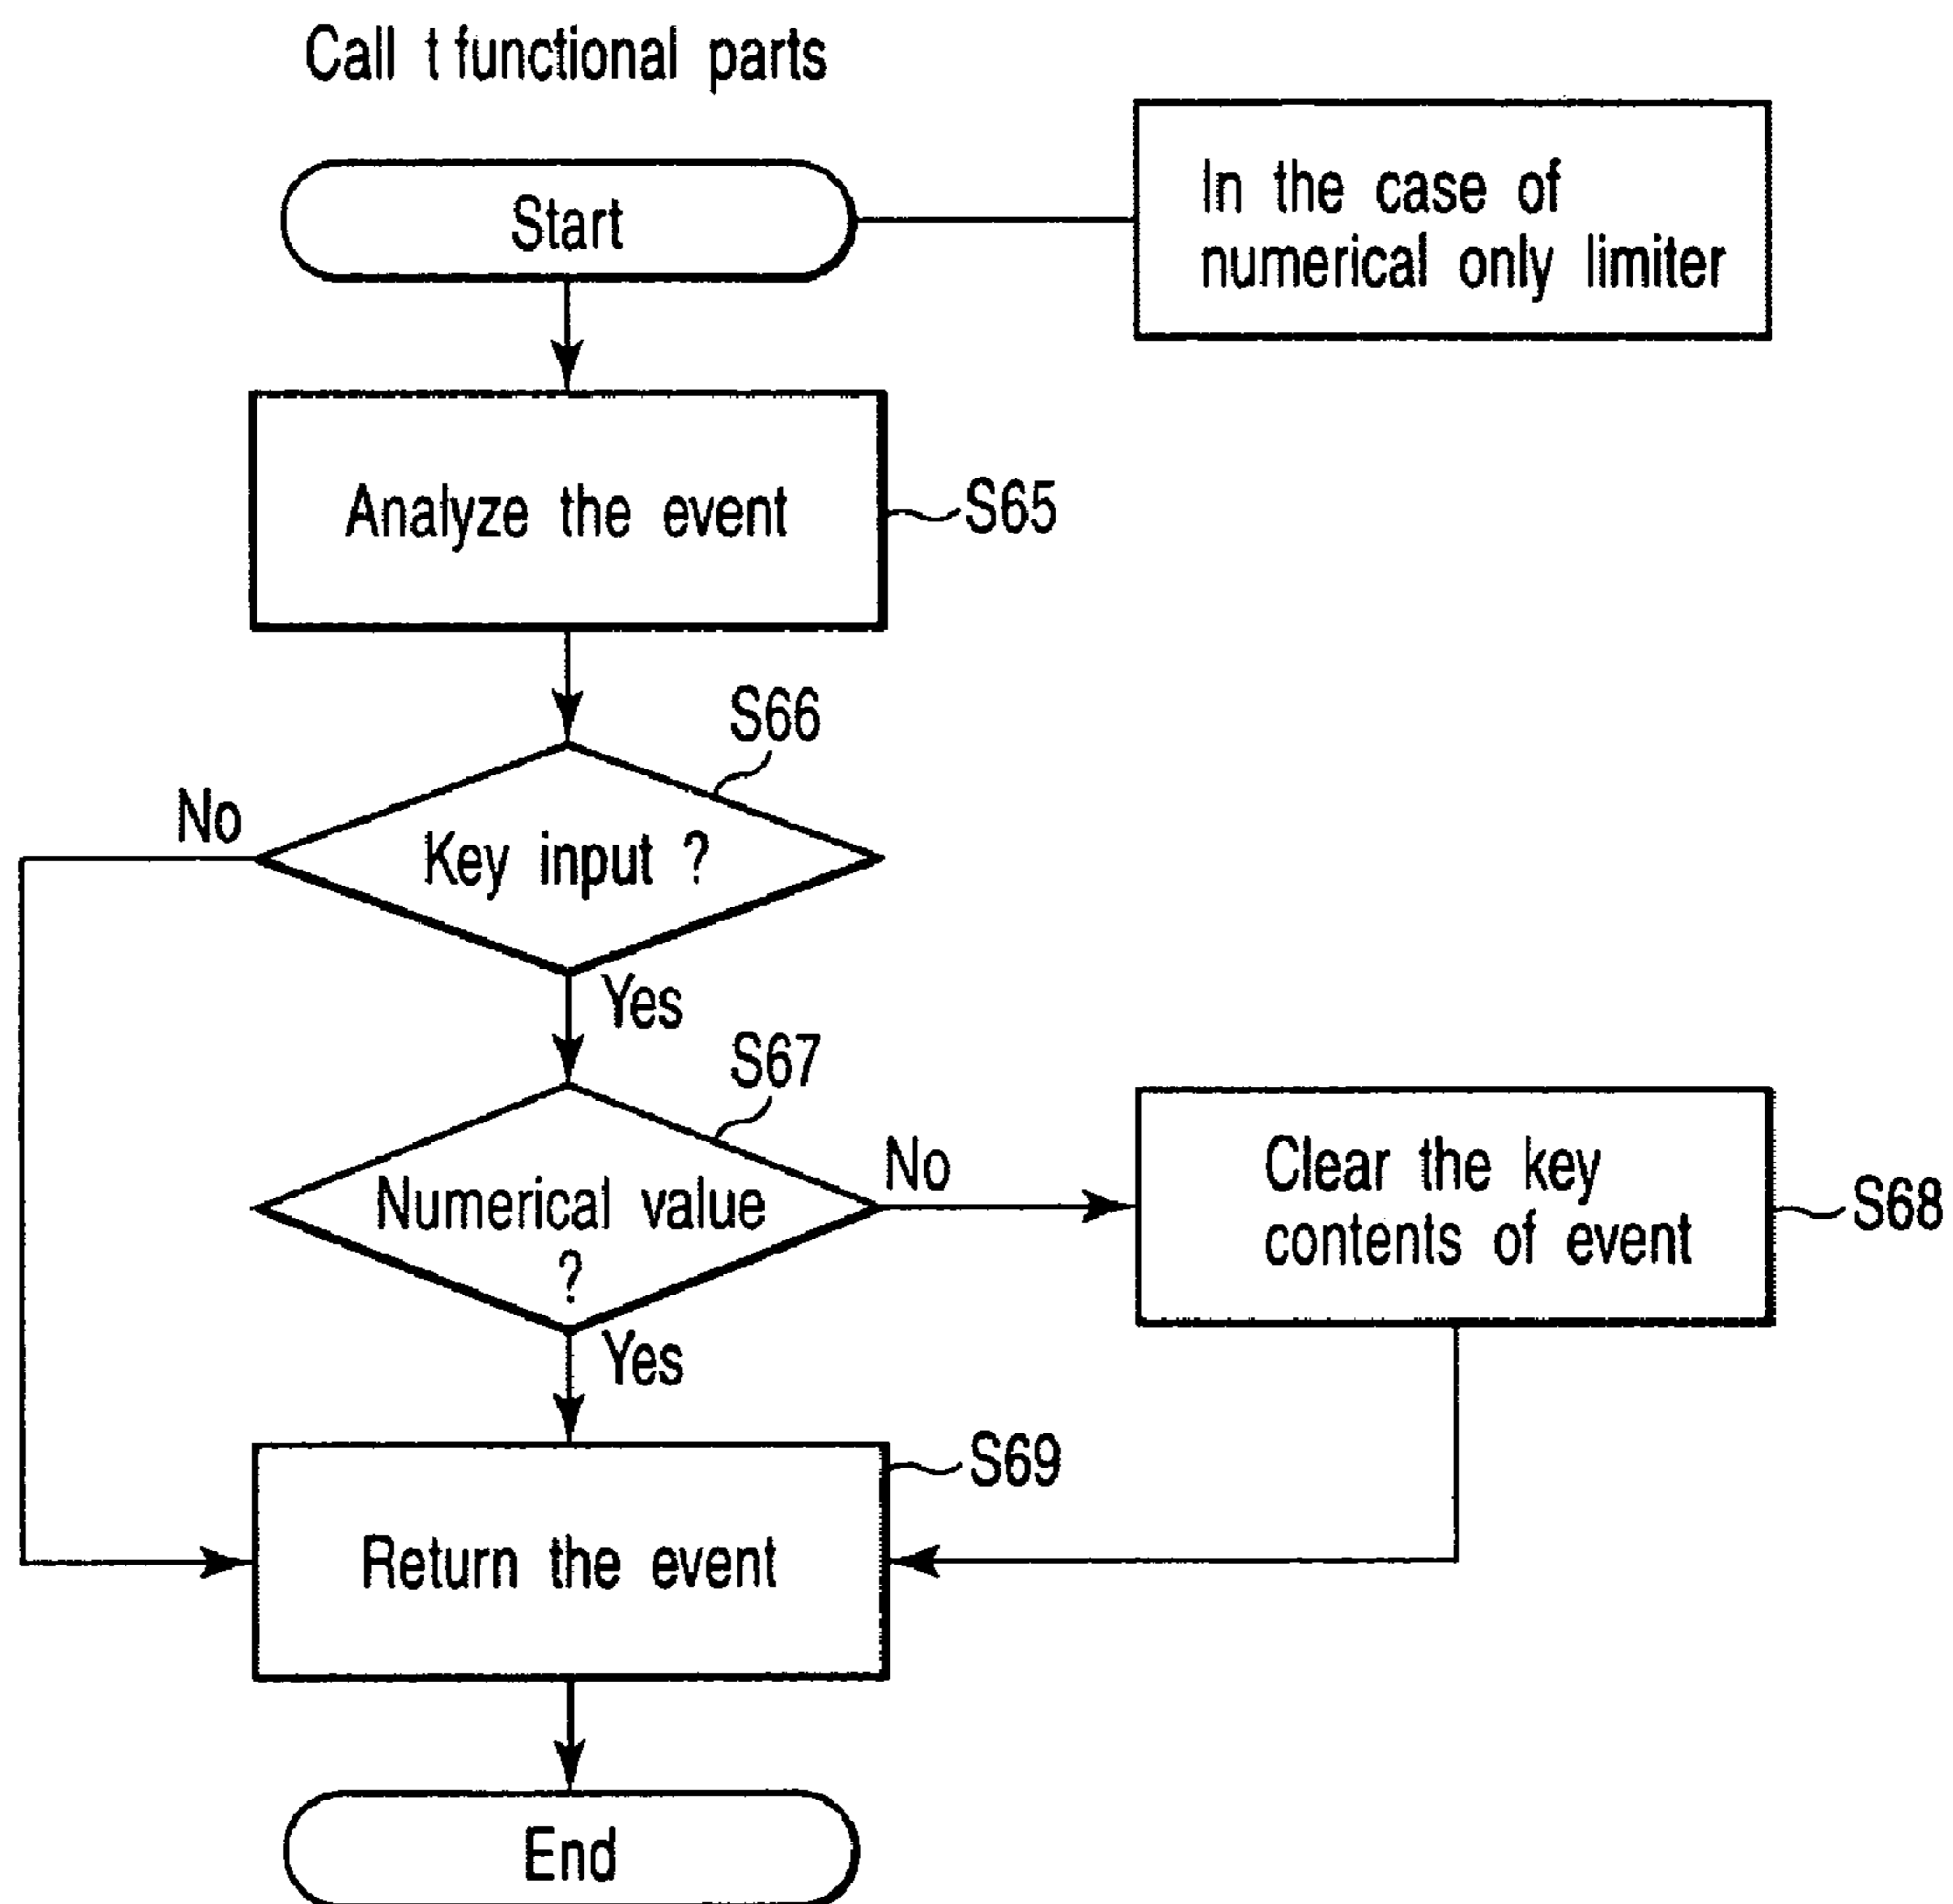 Call t functional parts
Start
In the case of
numerical only limiter
Analyze the event
S65
S66
No
Key input ?
Yes
S67
Numerical value
?
No
Clear the key
contents of event
S68
Yes
S69
Return the event
End